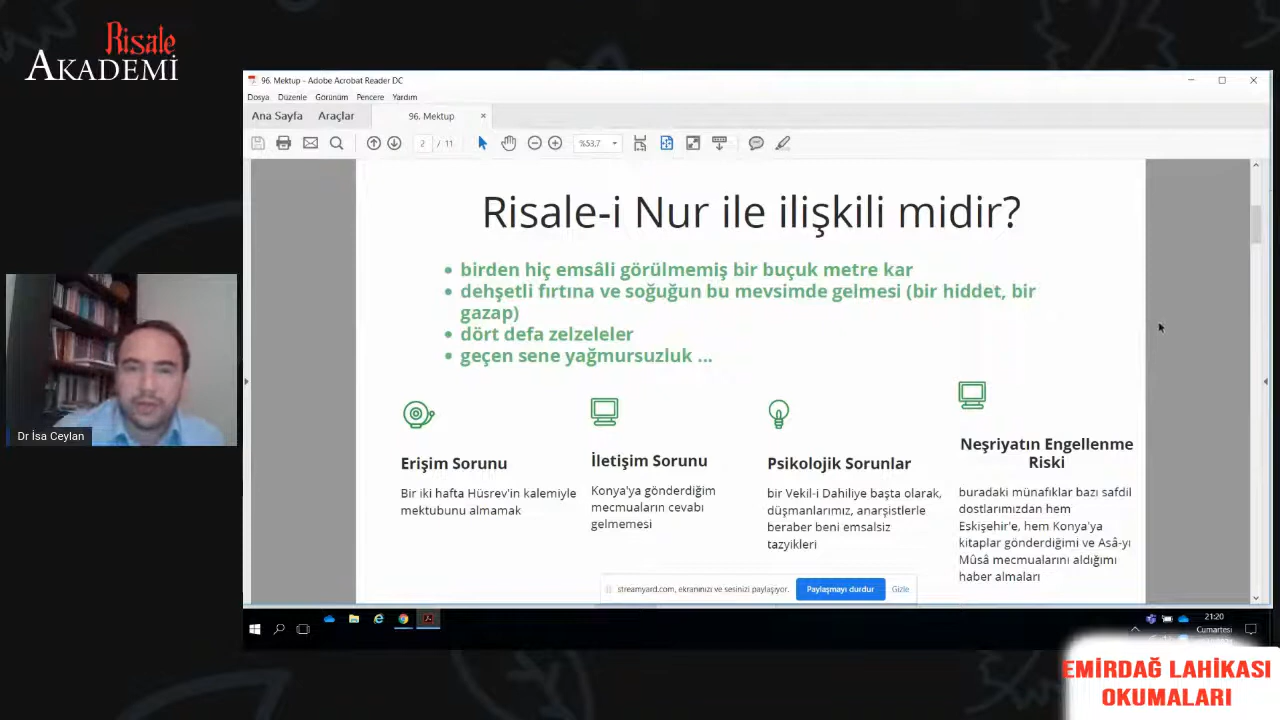 Risale
AKADEMİ
96. Mektup - Adobe Acrobat Reader DC
Dosya Düzenle Görünüm Pencere Yardım
Ana Sayfa Araçlar 96. Mektup ×
2 / 11 %53,7
Risale-i Nur ile ilişkili midir?
• birden hiç emsâli görülmemiş bir buçuk metre kar
• dehşetli fırtına ve soğuğun bu mevsimde gelmesi (bir hiddet, bir
gazap)
• dört defa zelzeleler
• geçen sene yağmursuzluk ...
Erişim Sorunu
Bir iki hafta Hüsrev'in kalemiyle
mektubunu almamak
İletişim Sorunu
Konya'ya gönderdiğim
mecmuaların cevabı
gelmemesi
Psikolojik Sorunlar
bir Vekil-i Dahiliye başta olarak,
düşmanlarımız, anarşistlerle
beraber beni emsalsiz
tazyikleri
Neşriyatın Engellenme
Riski
buradaki münafıklar bazı safdil
dostlarımızdan hem
Eskişehir'e, hem Konya'ya
kitaplar gönderdiğimi ve Asâ-yı
Mûsâ mecmualarını aldığımı
haber almaları
Dr İsa Ceylan
streamyard.com, ekranınızı ve sesinizi paylaşıyor. Paylaşmayı durdur Gizle
21:20
Cumartesi
EMİRDAĞ LAHİKASI
OKUMALARI